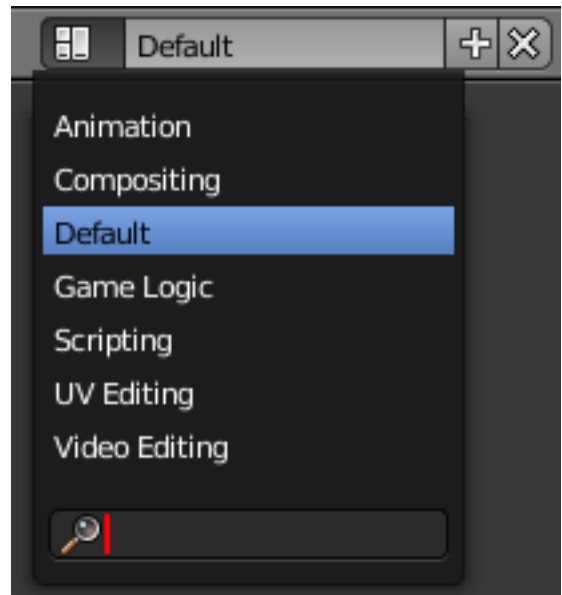 Default
Animation
Compositing
Default
Game Logic
Scripting
UV Editing
Video Editing